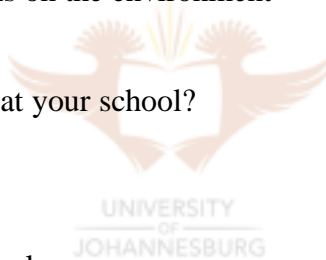 on the environment
at your school?
UNIVERSITY
OF
JOHANNESBURG